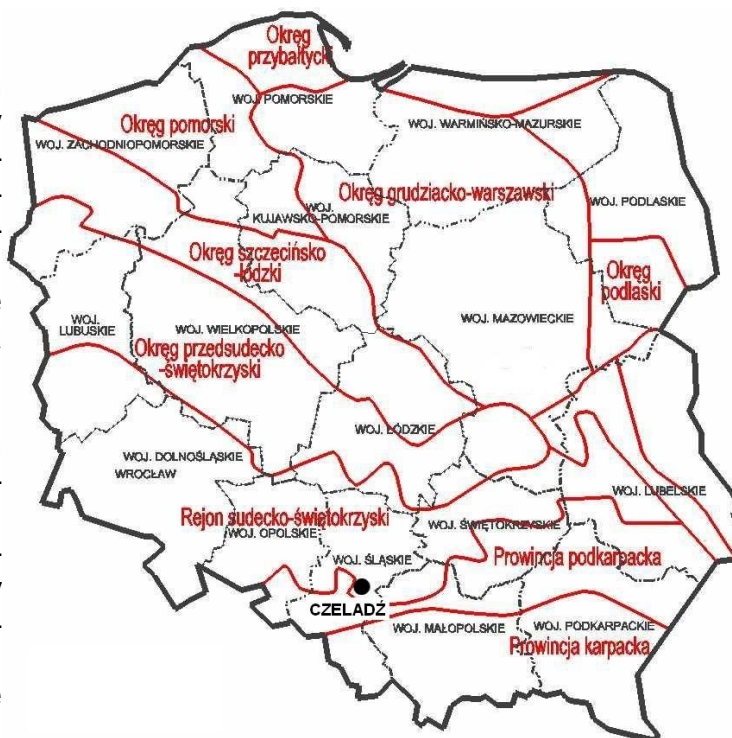 Okręg
przybałtycki
WOJ. POMORSKIE
Okręg pomorski
WOJ. ZACHODNIOPOMORSKIE
WOJ. WARMIŃSKO-MAZURSKIE
Okręg grudziacko-warszawski
WOJ.
KUJAWSKO-POMORSKIE
WOJ. PODLASKIE
Okręg szczecińsko
-łódzki
Okręg
podlaski
WOJ.
LUBUSKIE
WOJ. WIELKOPOLSKIE
WOJ. MAZOWIECKIE
Okręg przedsudecko
-świętokrzyski
WOJ. ŁÓDZKIE
WOJ. DOLNOŚLĄSKIE
WROCŁAW
WOJ. LUBELSKIE
Rejon sudecko-świętokrzyski
WOJ. OPOLSKIE
WOJ. ŚWIĘTOKRZYSKIE
WOJ. ŚLĄSKIE
Prowincja podkarpacka
CZELADŹ
WOJ. MAŁOPOLSKIE
WOJ. PODKARPACKIE
Prowincja karpacka